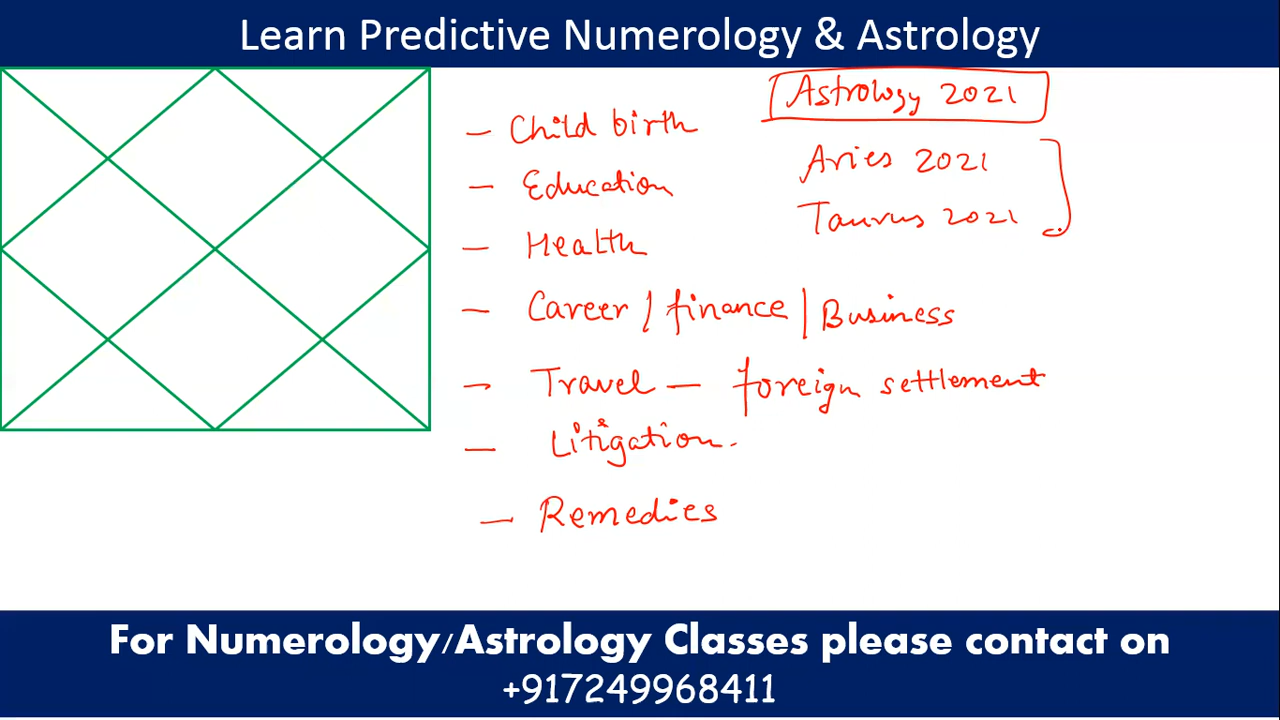 Learn Predictive Numerology & Astrology
Astrology 2021
Aries 2021
Taurus 2021
– Child birth
– Education
– Health
– Career / finance / Business
– Travel – foreign settlement
– Litigation.
– Remedies
For Numerology/Astrology Classes please contact on
+917249968411